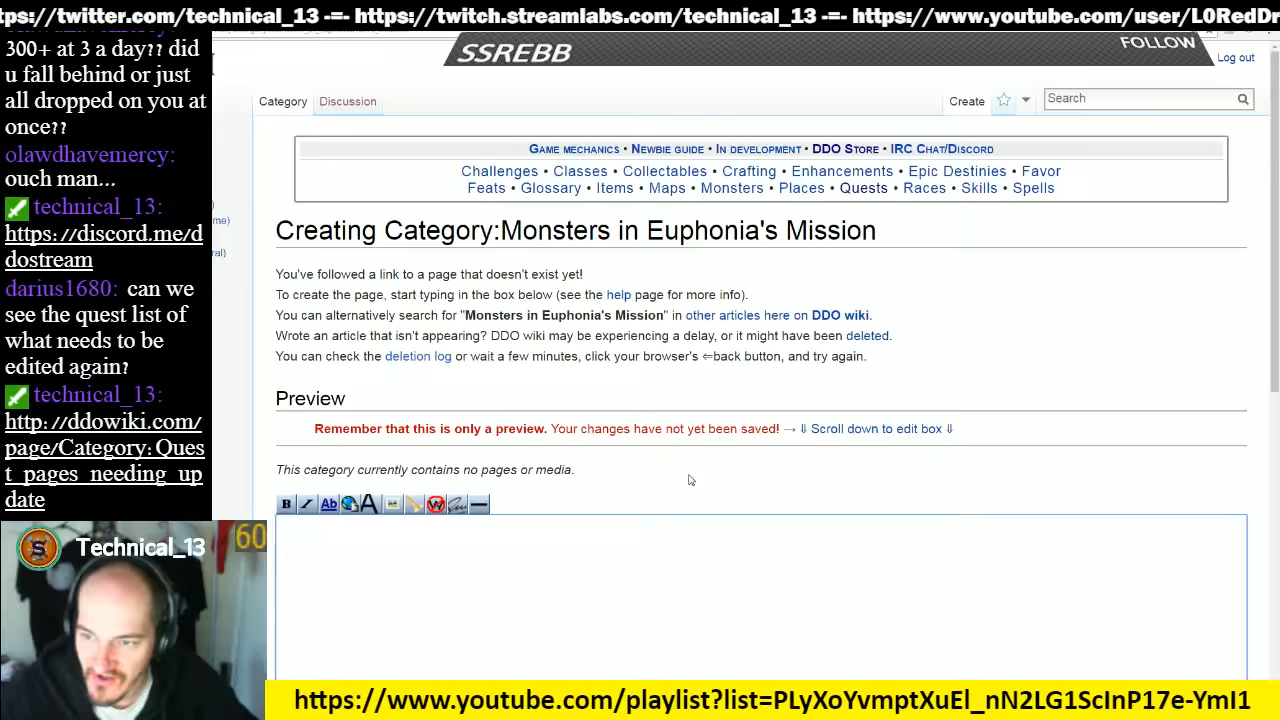 https://twitter.com/technical_13 -=- https://twitch.streamlabs.com/technical_13 -=- https://www.youtube.com/user/L0RedDr
300+ at 3 a day?? did
u fall behind or just
all dropped on you at
once??
olawdhavemercy:
ouch man...
technical_13:
https://discord.me/d
dostream
darius1680: can we
see the quest list of
what needs to be
edited again?
technical_13:
http://ddowiki.com/
page/Category:Ques
t_pages_needing_up
date
Technical_13
60
SSREBB
FOLLOW
Log out
Category
Discussion
Create
Search
GAME MECHANICS • NEWBIE GUIDE • IN DEVELOPMENT • DDO STORE • IRC CHAT/DISCORD
Challenges • Classes • Collectables • Crafting • Enhancements • Epic Destinies • Favor
Feats • Glossary • Items • Maps • Monsters • Places • Quests • Races • Skills • Spells
Creating Category:Monsters in Euphonia's Mission
You've followed a link to a page that doesn't exist yet!
To create the page, start typing in the box below (see the help page for more info).
You can alternatively search for "Monsters in Euphonia's Mission" in other articles here on DDO wiki.
Wrote an article that isn't appearing? DDO wiki may be experiencing a delay, or it might have been deleted.
You can check the deletion log or wait a few minutes, click your browser's ⇐back button, and try again.
Preview
Remember that this is only a preview. Your changes have not yet been saved! → ⇓ Scroll down to edit box ⇓
This category currently contains no pages or media.
B I Ab A W
https://www.youtube.com/playlist?list=PLyXoYvmptXuEl_nN2LG1ScInP17e-YmI1